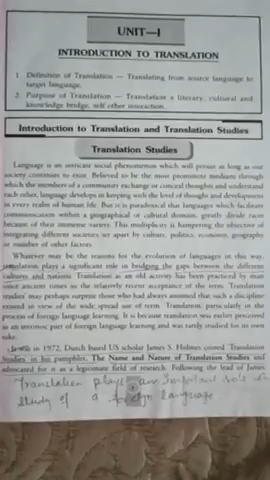 UNIT—I
INTRODUCTION TO TRANSLATION
1. Definition of Translation — Translating from source language to
target language.
2. Purpose of Translation — Translation a literary, cultural and
knowledge bridge, self other interaction.
Introduction to Translation and Translation Studies
Translation Studies
Language is an intricate social phenomenon which will persist as long as our
society continues to exist. Believed to be the most prominent medium through
which the members of a community exchange or conceal thoughts and understand
each other, language develops in keeping with the level of thought and development
in every realm of human life. But it is paradoxical that languages which facilitate
communication within a geographical or cultural domain, greatly divide races
because of their immense variety. This multiplicity is hampering the objective of
integrating different societies set apart by culture, politics, economy, geography
or number of other factors.
Whatever may be the reasons for the evolution of languages in this way,
translation plays a significant role in bridging the gaps between the different
cultures and nations. Translation as an old activity has been practiced by man
since ancient times so the relatively recent acceptance of the term. Translation
studies may perhaps surprise those who had always assumed that such a discipline
existed in view of the wide spread use of term. Translation, particularly in the
process of foreign language learning. It is because translation was earlier perceived
as an intrinsic part of foreign language learning and was rarely studied for its own
sake.
in 1972, Dutch based US scholar James S. Holmes coined Translation
Studies in his pamphlet, The Name and Nature of Translation Studies and
advocated for it as a legitimate field of research. Following the lead of James
Translation plays an important role in
study of a foreign language